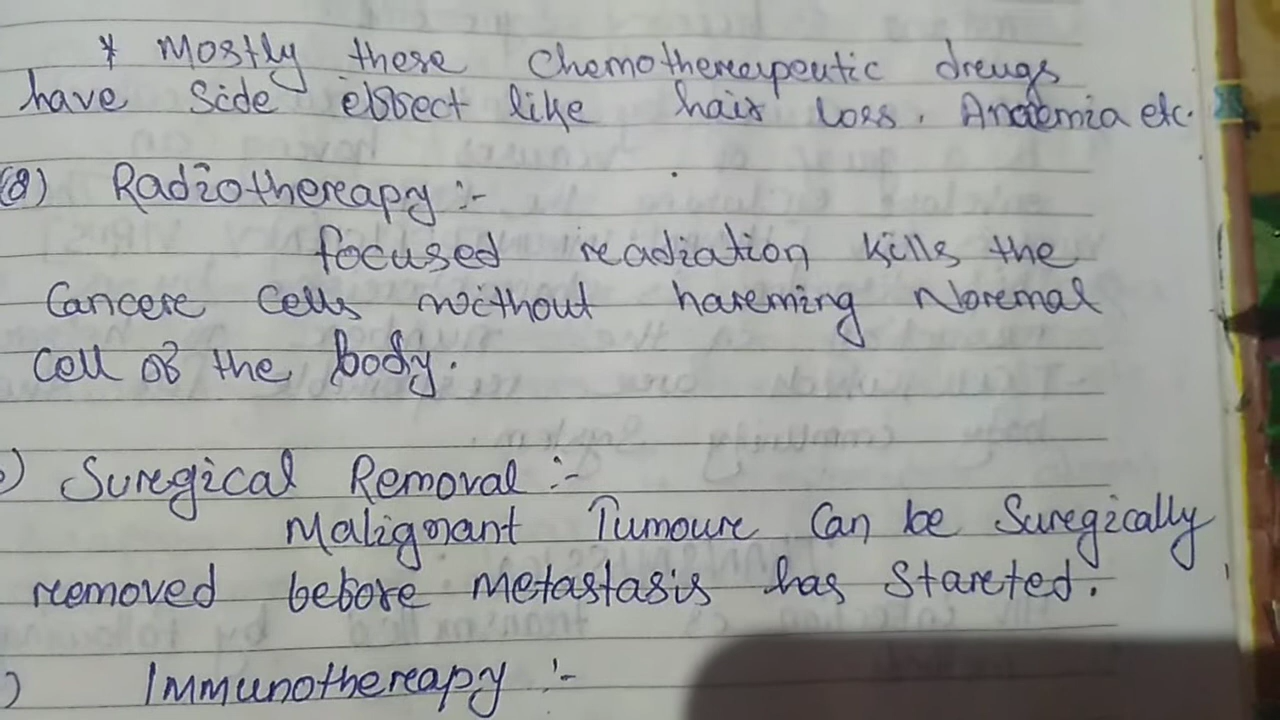 * Mostly these Chemotherapeutic drugs
have side effect like hair loss, Anaemia etc.
Radiotherapy :-
focused radiation kills the
Cancer cells without harming Normal
cell of the body.
Surgical Removal :-
Malignant Tumour can be Surgically
removed before metastasis has started.
Immunotherapy :-